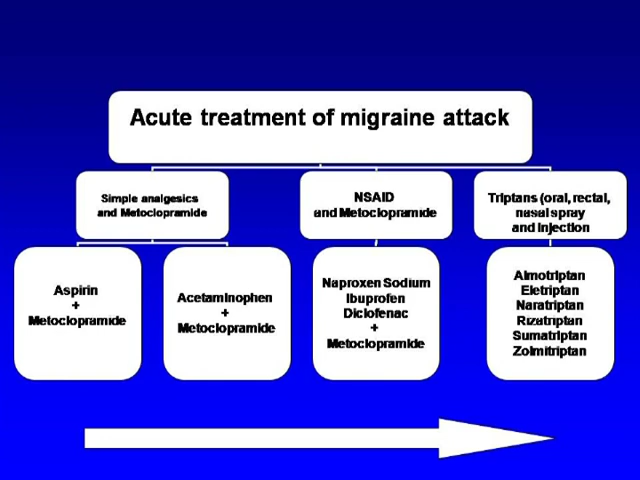 Acute treatment of migraine attack
Simple analgesics
and Metoclopramide
NSAID
and Metoclopramide
Triptans (oral, rectal,
nasal spray
and injection
Aspirin
+
Metoclopramide
Acetaminophen
+
Metoclopramide
Naproxen Sodium
Ibuprofen
Diclofenac
+
Metoclopramide
Almotriptan
Eletriptan
Naratriptan
Rizatriptan
Sumatriptan
Zolmitriptan